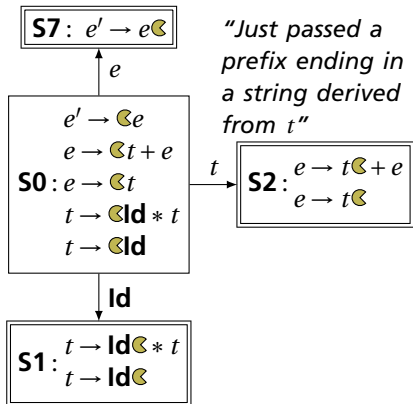 S7 : e′ → e
"Just passed a
prefix ending in
a string derived
from t"
e
S0 :
e′ → e
e → t + e
e → t
t → Id ∗ t
t → Id
t
S2 :
e → t + e
e → t
Id
S1 :
t → Id ∗ t
t → Id